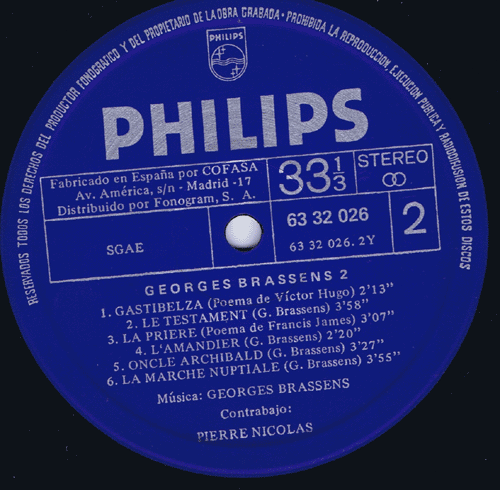 RESERVADOS TODOS LOS DERECHOS DEL PRODUCTOR FONOGRAFICO Y DEL PROPIETARIO DE LA OBRA GRABADA · PROHIBIDA LA REPRODUCCION, EJECUCION PUBLICA Y RADIODIFUSION DE ESTOS DISCOS
PHILIPS
PHILIPS
Fabricado en España por COFASA
Av. América, s/n - Madrid -17
Distribuido por Fonogram, S. A.
33 1/3
STEREO
SGAE
63 32 026
63 32 026. 2Y
2
GEORGES BRASSENS 2
1. GASTIBELZA (Poema de Víctor Hugo) 2'13"
2. LE TESTAMENT (G. Brassens) 3'58"
3. LA PRIERE (Poema de Francis James) 3'07"
4. L'AMANDIER (G. Brassens) 2'20"
5. ONCLE ARCHIBALD (G. Brassens) 3'27"
6. LA MARCHE NUPTIALE (G. Brassens) 3'55"
Música: GEORGES BRASSENS
Contrabajo:
PIERRE NICOLAS